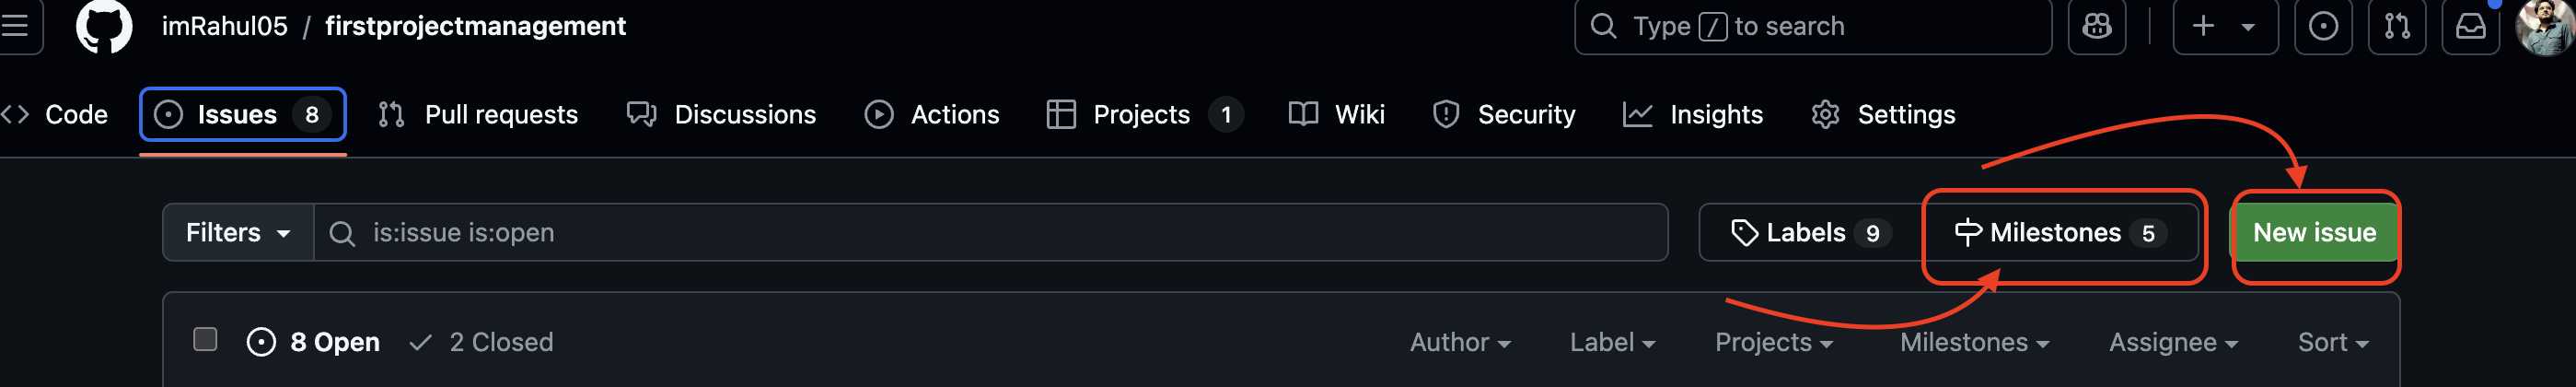 imRahul05 / firstprojectmanagement Type / to search
Code Issues 8 Pull requests Discussions Actions Projects 1 Wiki Security Insights Settings
Filters is:issue is:open Labels 9 Milestones 5 New issue
8 Open 2 Closed Author Label Projects Milestones Assignee Sort